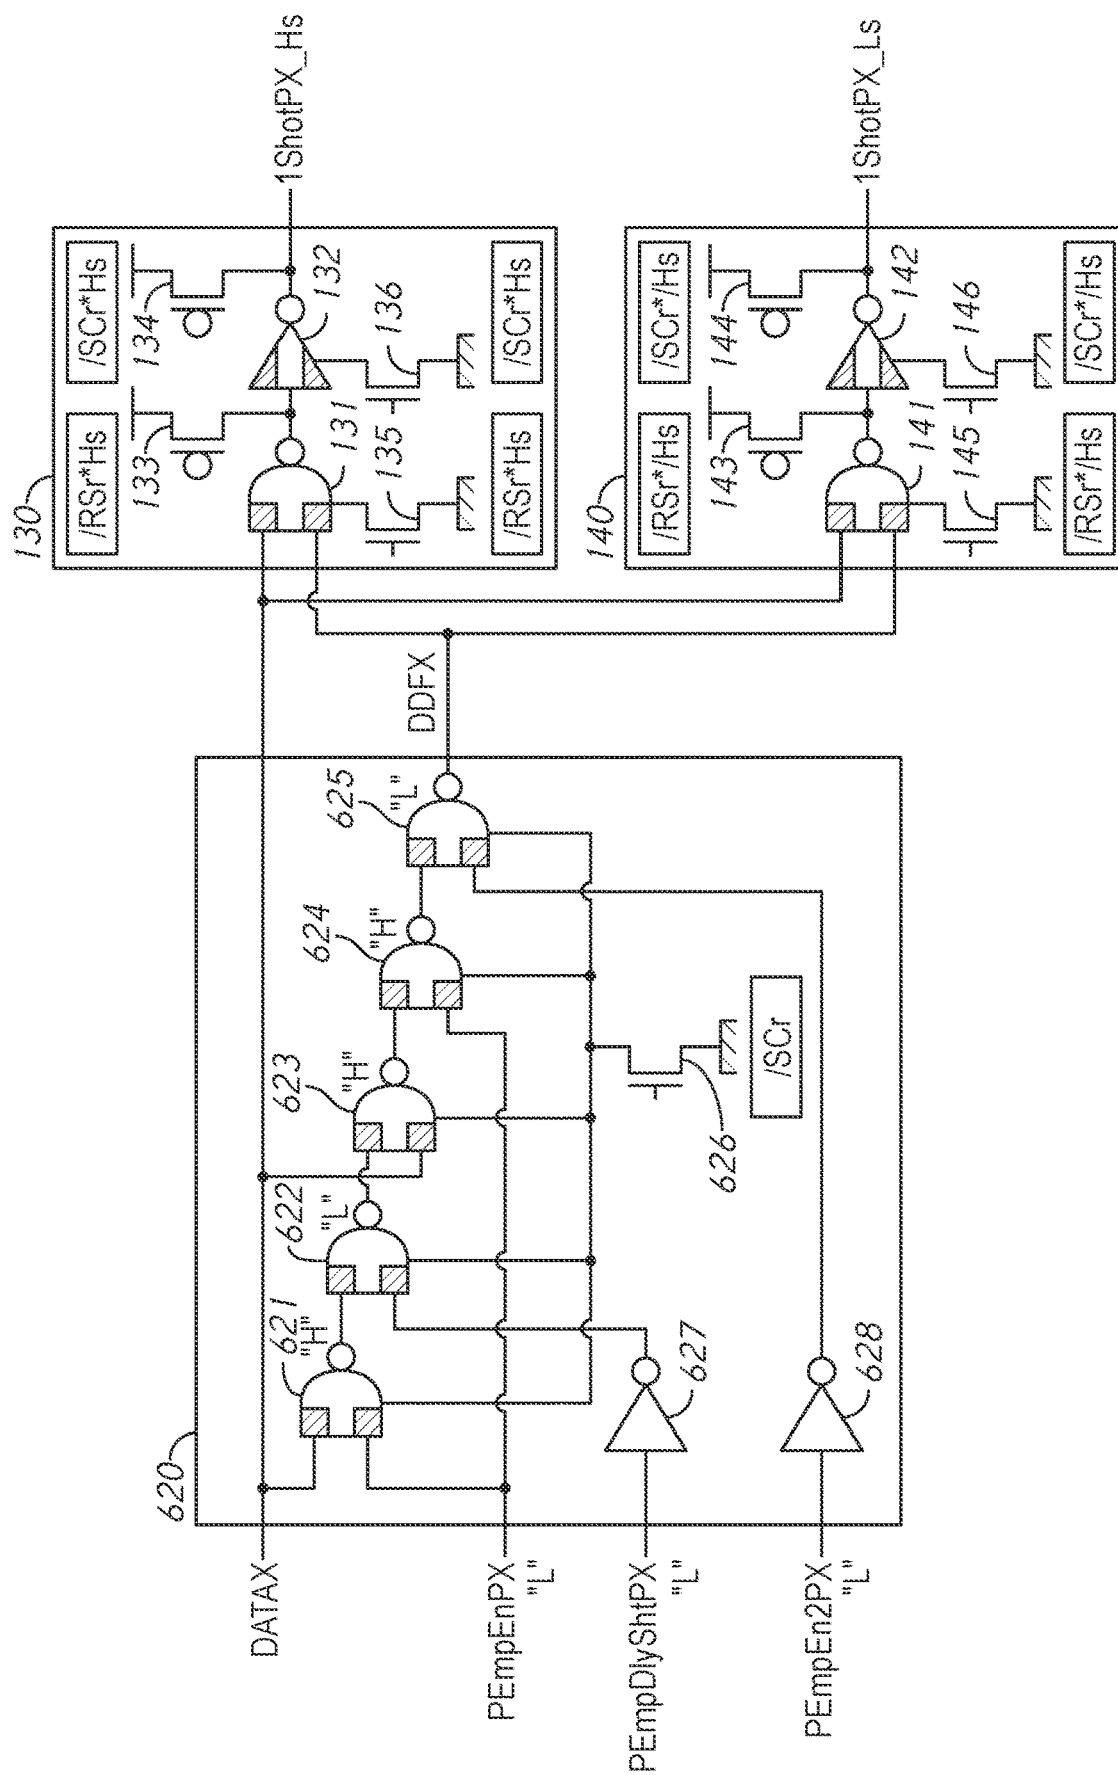 DATAX
PEmpEnPX
"L"
PEmpDlyShtPX
"L"
PEmpEn2PX
"L"
620
621
"H"
622
"L"
623
"H"
624
"H"
625
"L"
626
/SCr
627
628
DDFX
130
/RSr*Hs
/SCr*Hs
133
134
131
132
135
136
/RSr*Hs
/SCr*Hs
1ShotPX_Hs
140
/RSr*/Hs
/SCr*/Hs
143
144
141
142
145
146
/RSr*/Hs
/SCr*/Hs
1ShotPX_Ls